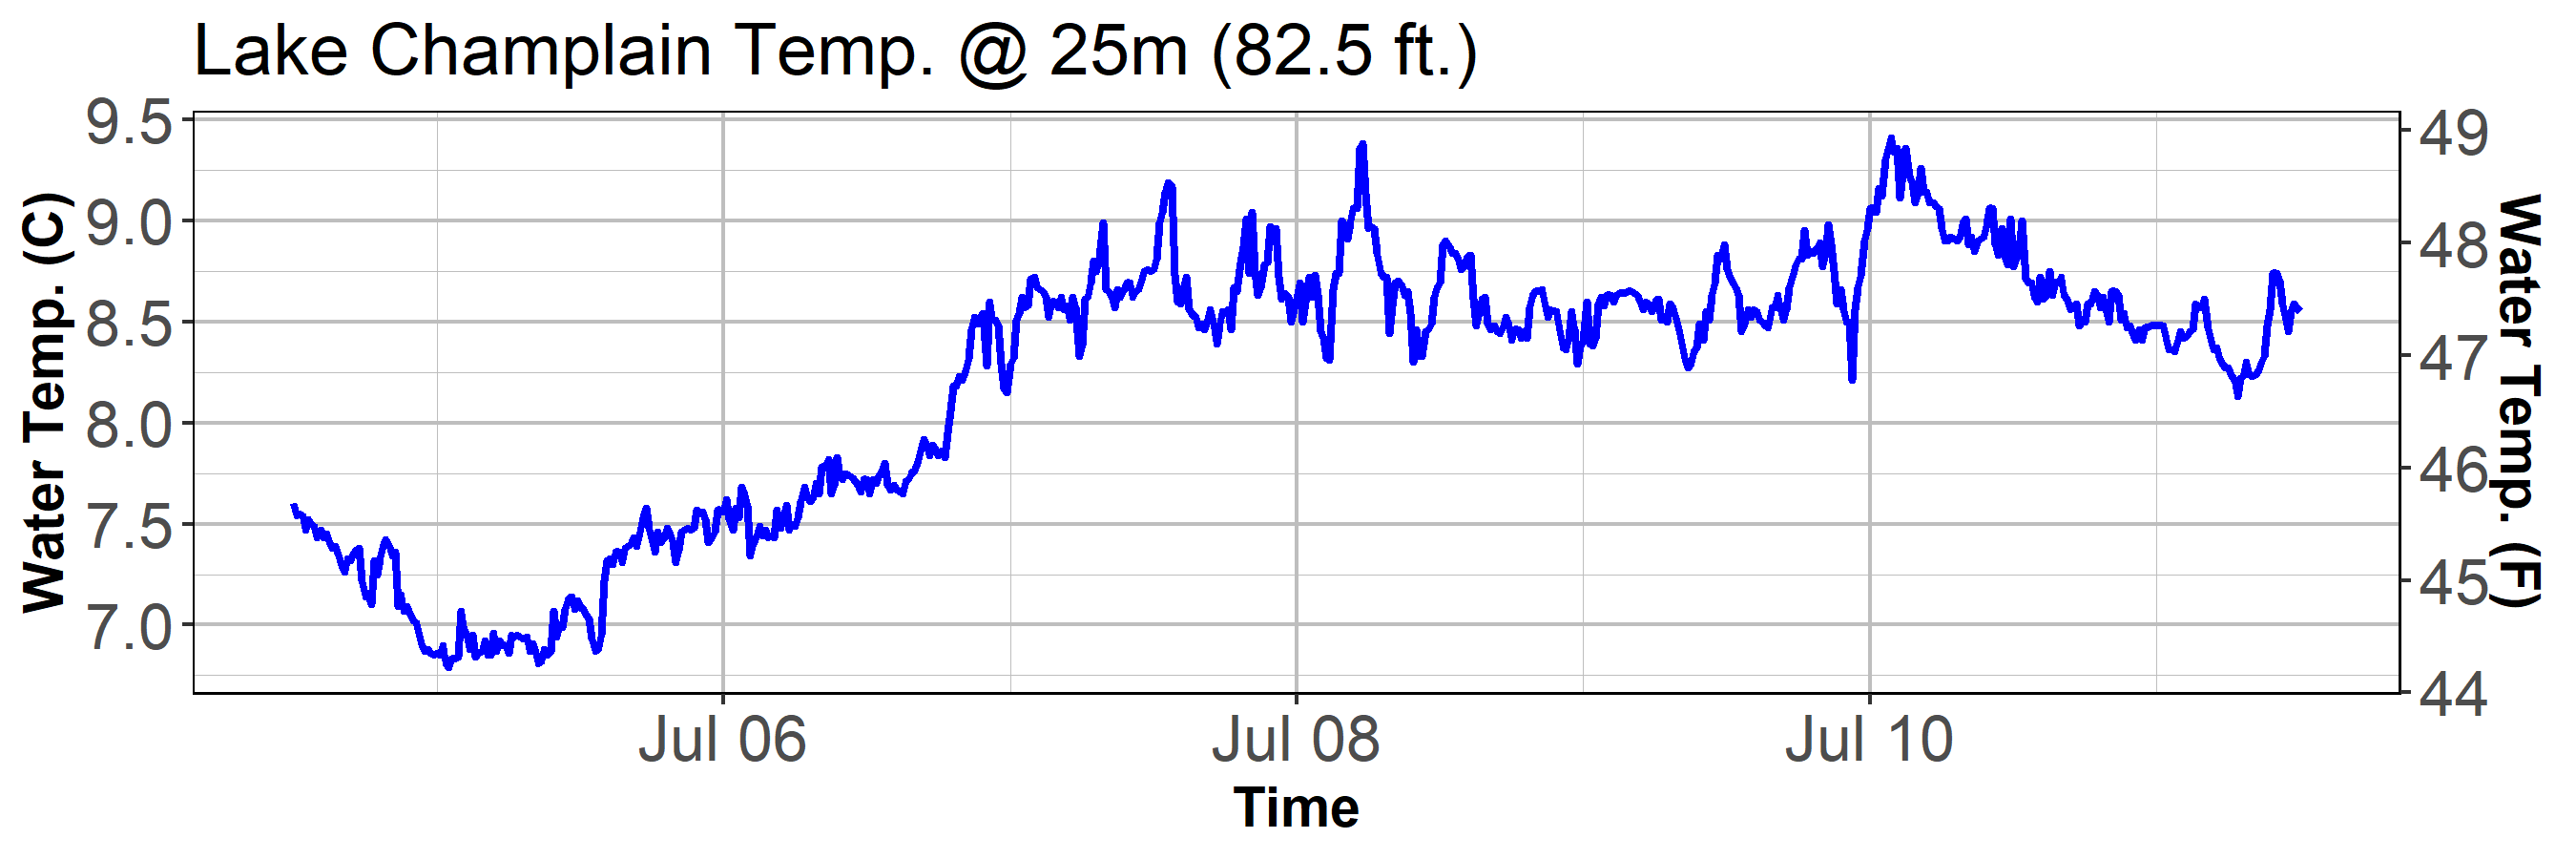 Lake Champlain Temp. @ 25m (82.5 ft.)
Water Temp. (C)
9.5
9.0
8.5
8.0
7.5
7.0
49
48
47
46
45
44
Water Temp. (F)
Jul 06
Jul 08
Jul 10
Time